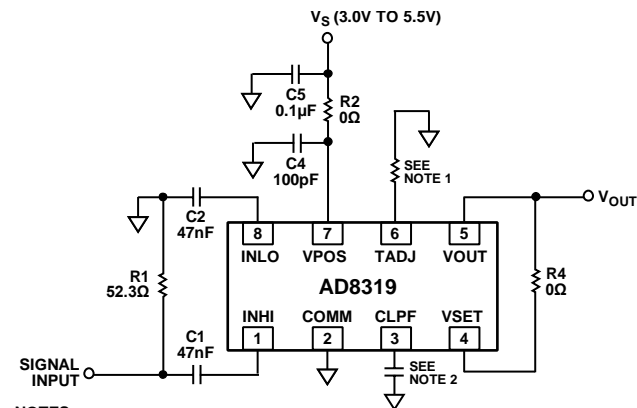 VS (3.0V TO 5.5V)
C5
0.1µF
R2
0Ω
C4
100pF
SEE
NOTE 1
VOUT
C2
47nF
8
7
6
5
INLO
VPOS
TADJ
VOUT
R1
52.3Ω
AD8319
R4
0Ω
INHI
COMM
CLPF
VSET
C1
47nF
1
2
3
4
SIGNAL
INPUT
SEE
NOTE 2
NOTES